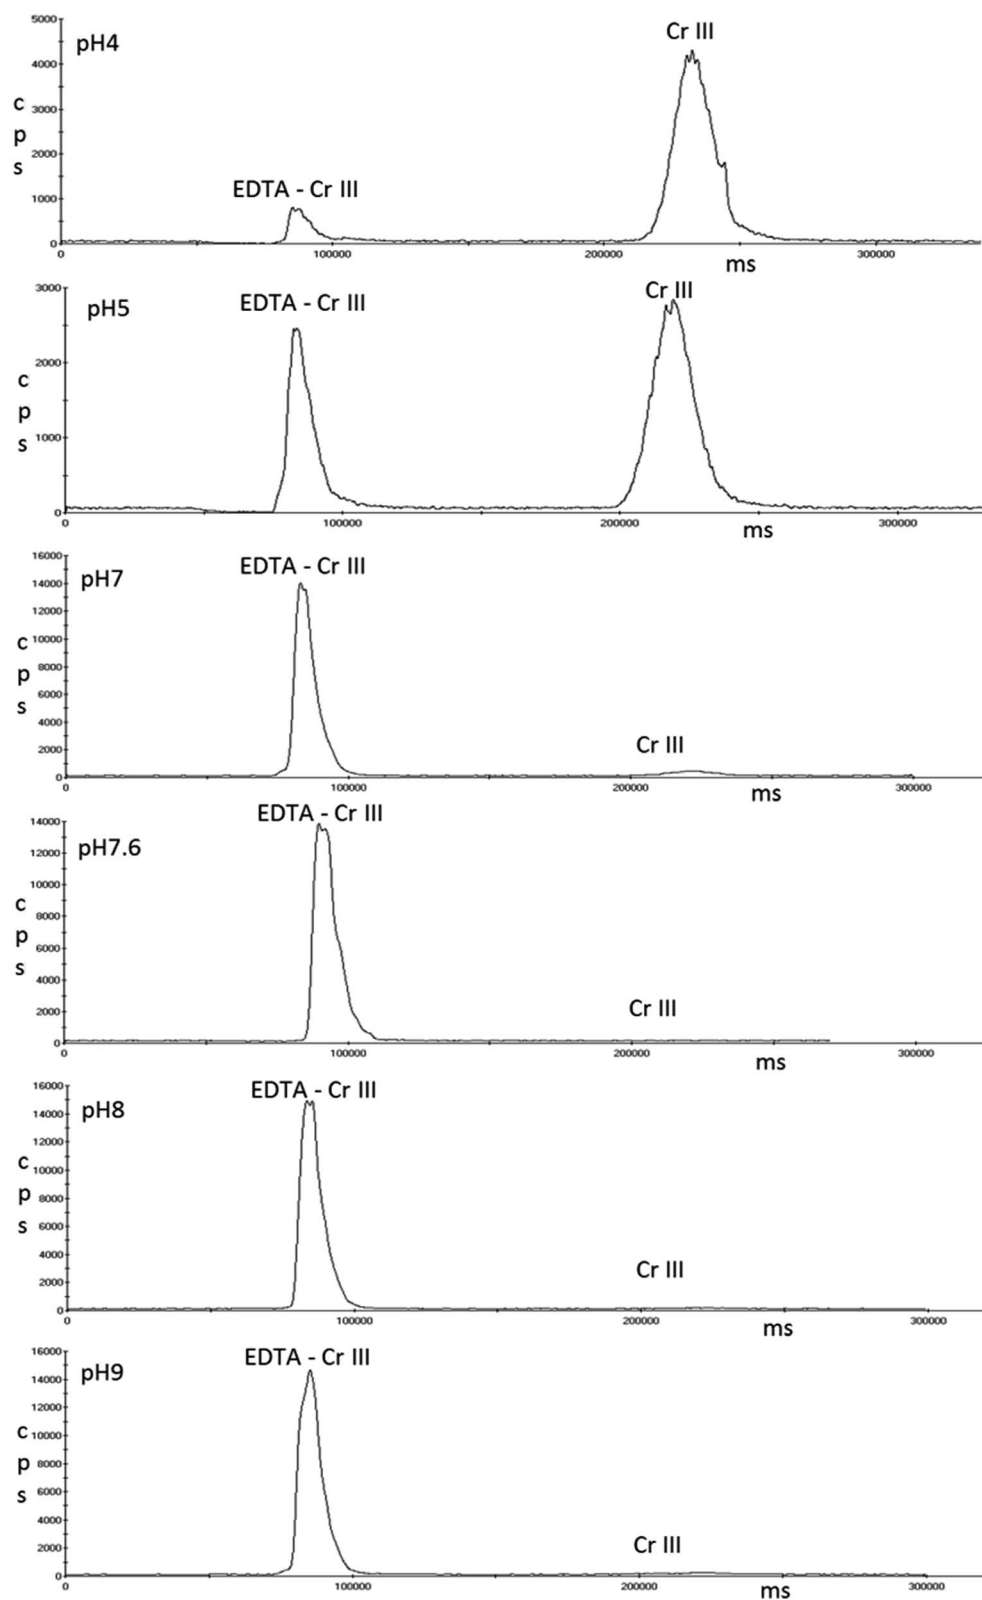 5000
pH4
Cr III
4000
c
3000
p
2000
s
EDTA - Cr III
1000
0
0
100000
200000
300000
ms
3000
pH5
EDTA - Cr III
Cr III
2000
c
p
1000
s
0
0
100000
200000
300000
ms
16000
pH7
EDTA - Cr III
14000
12000
c
10000
p
8000
s
6000
4000
Cr III
2000
0
0
100000
200000
300000
ms
EDTA - Cr III
14000
pH7.6
12000
10000
c
8000
p
6000
s
4000
Cr III
2000
0
0
100000
200000
300000
ms
16000
EDTA - Cr III
pH8
14000
12000
c
10000
p
8000
s
6000
4000
Cr III
2000
0
0
100000
200000
300000
ms
16000
EDTA - Cr III
pH9
14000
12000
c
10000
p
8000
s
6000
4000
Cr III
2000
0
0
100000
200000
300000
ms